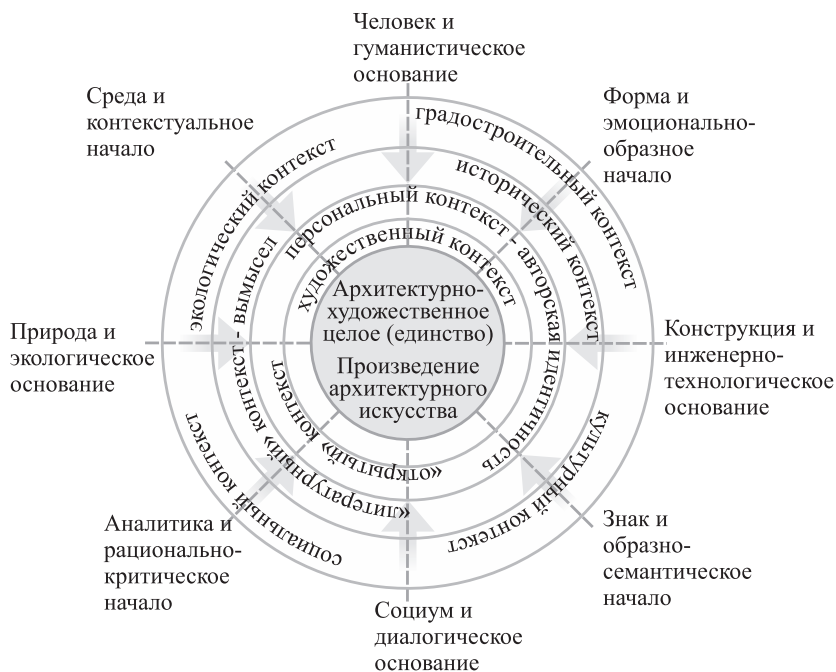 Человек и
гуманистическое
основание
Среда и
контекстуальное
начало
Форма и
эмоционально-
образное
начало
градостроительный контекст
экологический контекст
исторический контекст
персональный контекст - авторская идентичность
художественный контекст
Архитектурно-
художественное
целое (единство)
Произведение
архитектурного
искусства
Природа и
экологическое
основание
Конструкция и
инженерно-
технологическое
основание
«литературный» контекст - вымысел
«открытый» контекст
социальный контекст
культурный контекст
Аналитика и
рационально-
критическое
начало
Знак и
образно-
семантическое
начало
Социум и
диалогическое
основание